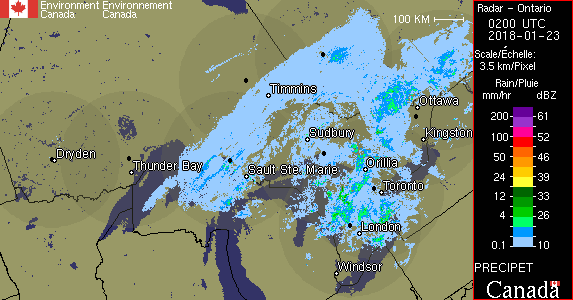 Environment Environnement
Canada Canada
100 KM
Timmins
Ottawa
Sudbury
Kingston
Dryden
Thunder Bay
Sault Ste. Marie
Orillia
Toronto
London
Windsor
Radar - Ontario
0200 UTC
2018-01-23
Scale/Échelle:
3.5 km/Pixel
Rain/Pluie
mm/hr dBZ
200 61
100 52
50 46
24 39
12 33
4 26
0.1 10
PRECIPET
Canada